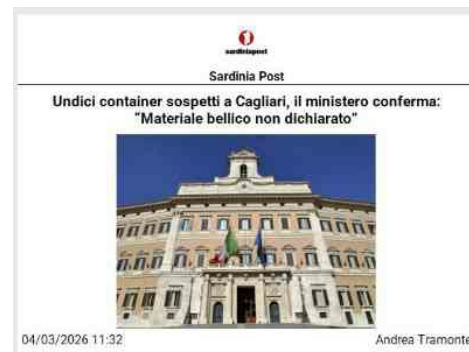 sardiniapost
Sardinia Post
Undici container sospetti a Cagliari, il ministero conferma:
“Materiale bellico non dichiarato”
04/03/2026 11:32
Andrea Tramonte